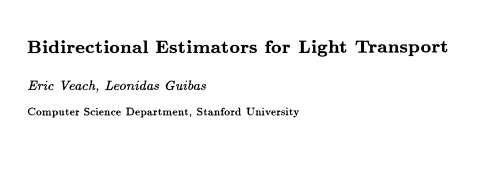 Bidirectional Estimators for Light Transport
Eric Veach, Leonidas Guibas
Computer Science Department, Stanford University